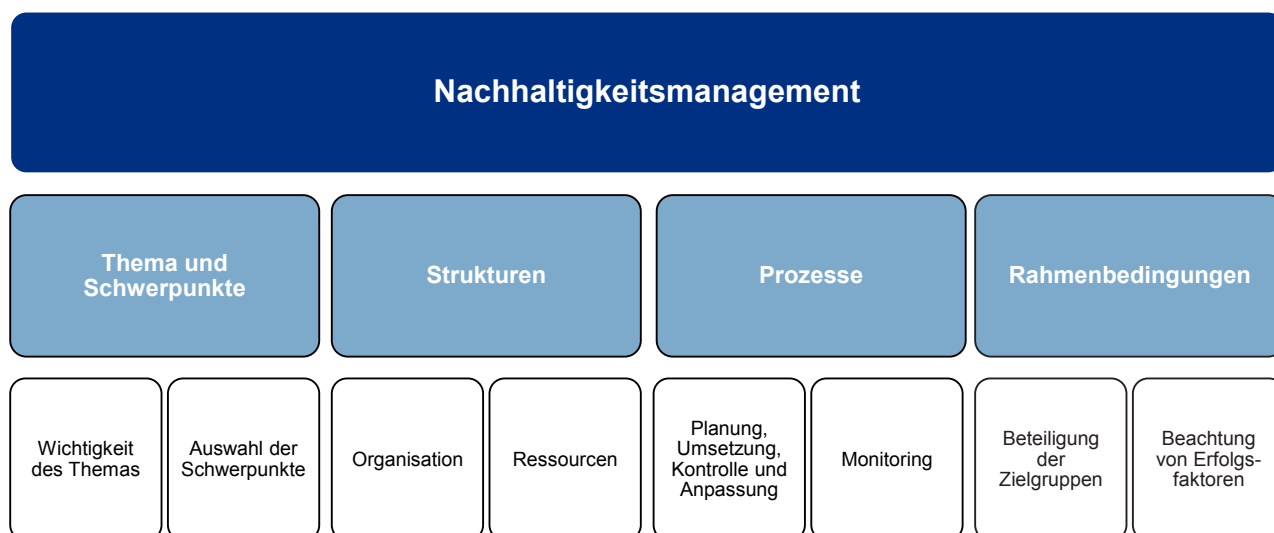 Nachhaltigkeitsmanagement
Thema und
Schwerpunkte
Strukturen
Prozesse
Rahmenbedingungen
Wichtigkeit
des Themas
Auswahl der
Schwerpunkte
Organisation
Ressourcen
Planung,
Umsetzung,
Kontrolle und
Anpassung
Monitoring
Beteiligung
der
Zielgruppen
Beachtung
von Erfolgs-
faktoren